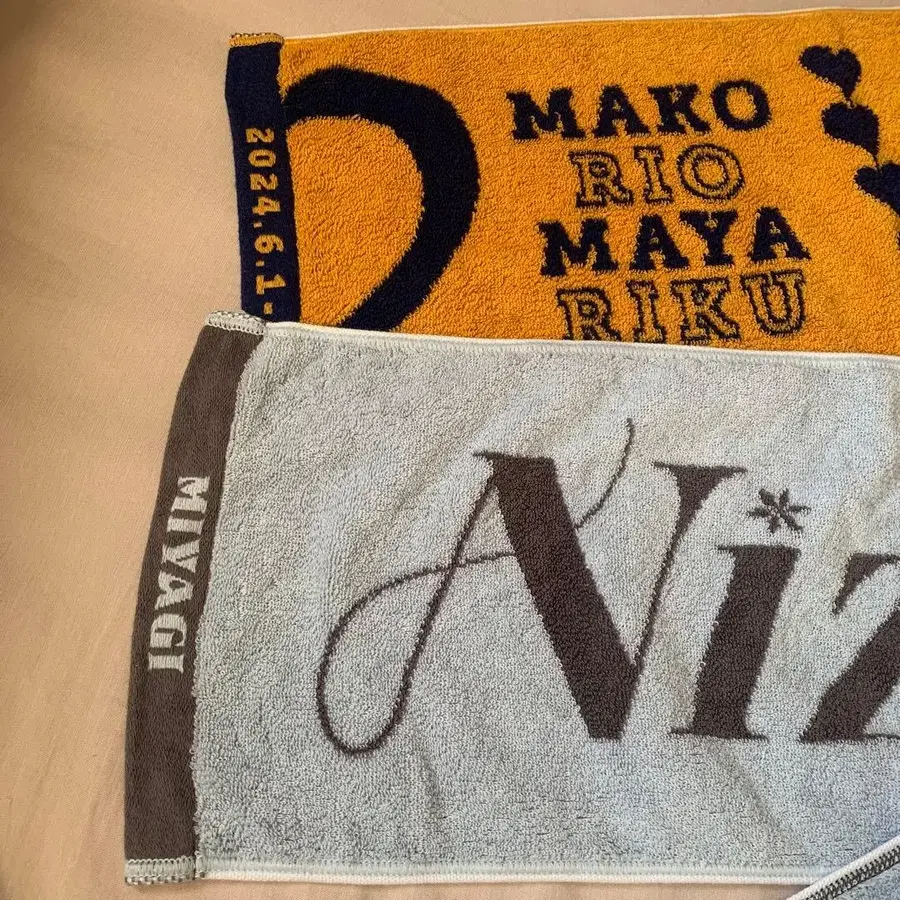 2024.6.1-
MAKO
RIO
MAYA
RIKU
MIYAGI
Niz